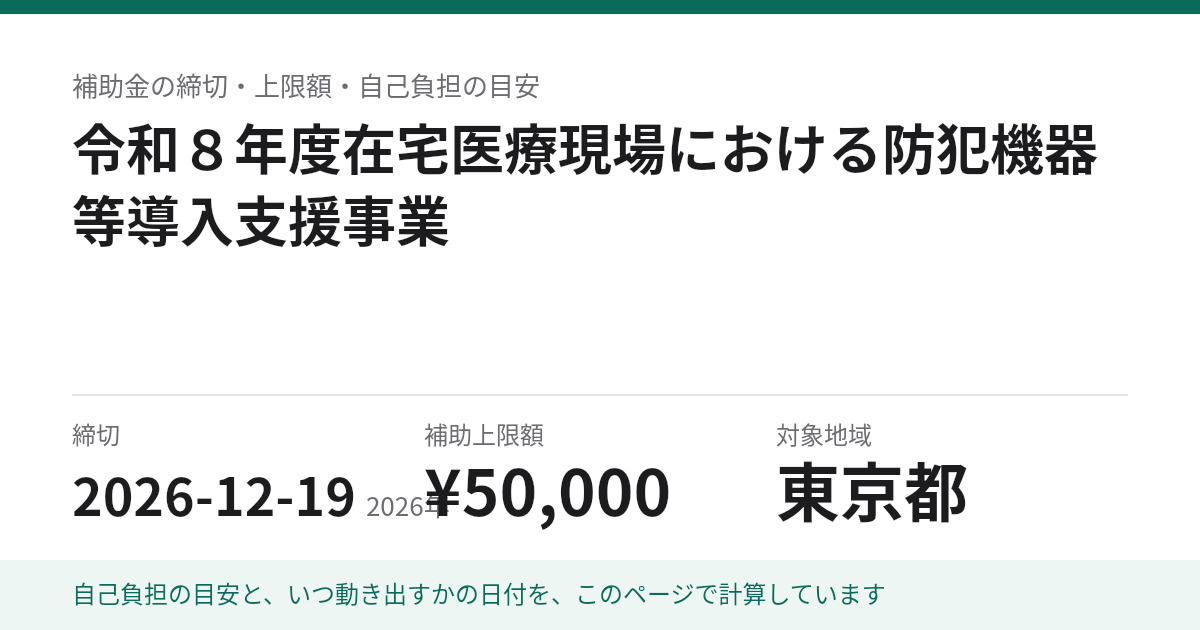 補助金の締切・上限額・自己負担の目安
令和８年度在宅医療現場における防犯機器
等導入支援事業
締切
補助上限額
対象地域
2026-12-19 2026年
¥50,000
東京都
自己負担の目安と、いつ動き出すかの日付を、このページで計算しています